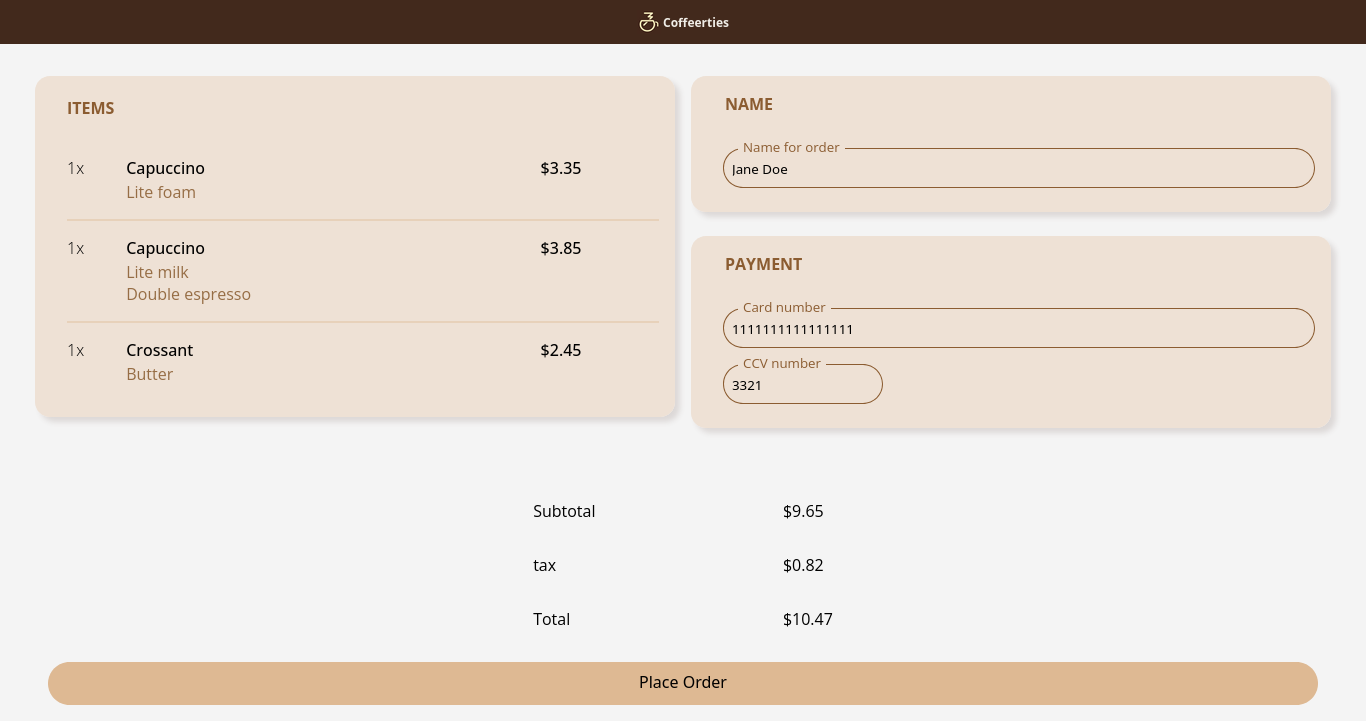 Coffeerties
ITEMS
1x Capuccino $3.35
Lite foam
1x Capuccino $3.85
Lite milk
Double espresso
1x Crossant $2.45
Butter
NAME
Name for order
Jane Doe
PAYMENT
Card number
1111111111111111
CCV number
3321
Subtotal $9.65
tax $0.82
Total $10.47
Place Order